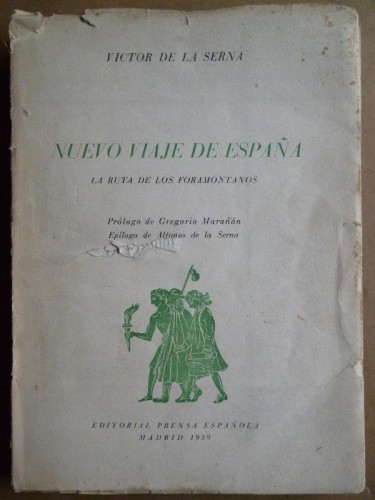 VICTOR DE LA SERNA
NUEVO VIAJE DE ESPAÑA
LA RUTA DE LOS FORAMONTANOS
Prólogo de Gregorio Marañón
Epílogo de Alfonso de la Serna
EDITORIAL PRENSA ESPAÑOLA
MADRID 1959